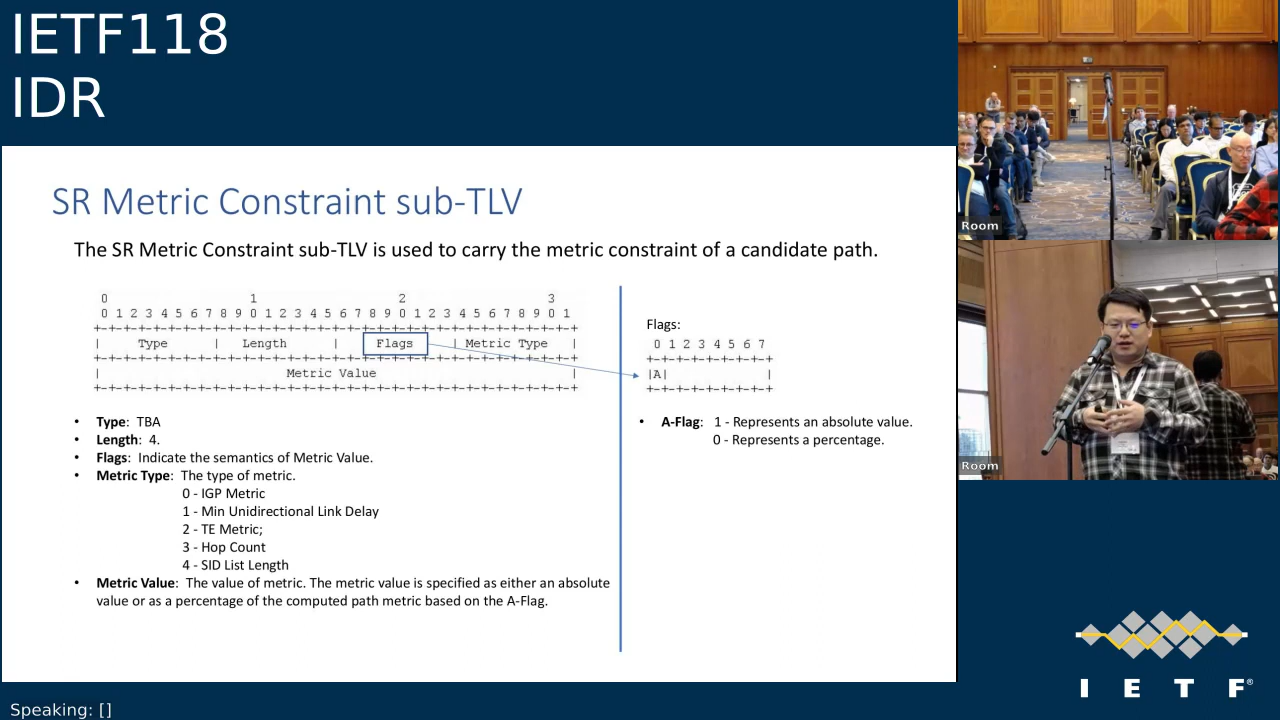 IETF118
IDR
SR Metric Constraint sub-TLV
The SR Metric Constraint sub-TLV is used to carry the metric constraint of a candidate path.
0 1 2 3
0 1 2 3 4 5 6 7 8 9 0 1 2 3 4 5 6 7 8 9 0 1 2 3 4 5 6 7 8 9 0 1
+-+-+-+-+-+-+-+-+-+-+-+-+-+-+-+-+-+-+-+-+-+-+-+-+-+-+-+-+-+-+-+-+
| Type | Length | Flags | Metric Type |
+-+-+-+-+-+-+-+-+-+-+-+-+-+-+-+-+-+-+-+-+-+-+-+-+-+-+-+-+-+-+-+-+
| Metric Value |
+-+-+-+-+-+-+-+-+-+-+-+-+-+-+-+-+-+-+-+-+-+-+-+-+-+-+-+-+-+-+-+-+
• Type: TBA
• Length: 4.
• Flags: Indicate the semantics of Metric Value.
• Metric Type: The type of metric.
0 - IGP Metric
1 - Min Unidirectional Link Delay
2 - TE Metric;
3 - Hop Count
4 - SID List Length
• Metric Value: The value of metric. The metric value is specified as either an absolute
value or as a percentage of the computed path metric based on the A-Flag.
Flags:
0 1 2 3 4 5 6 7
+-+-+-+-+-+-+-+-+
|A| |
+-+-+-+-+-+-+-+-+
• A-Flag: 1 - Represents an absolute value.
0 - Represents a percentage.
Room
Room
I E T F®
Speaking: []